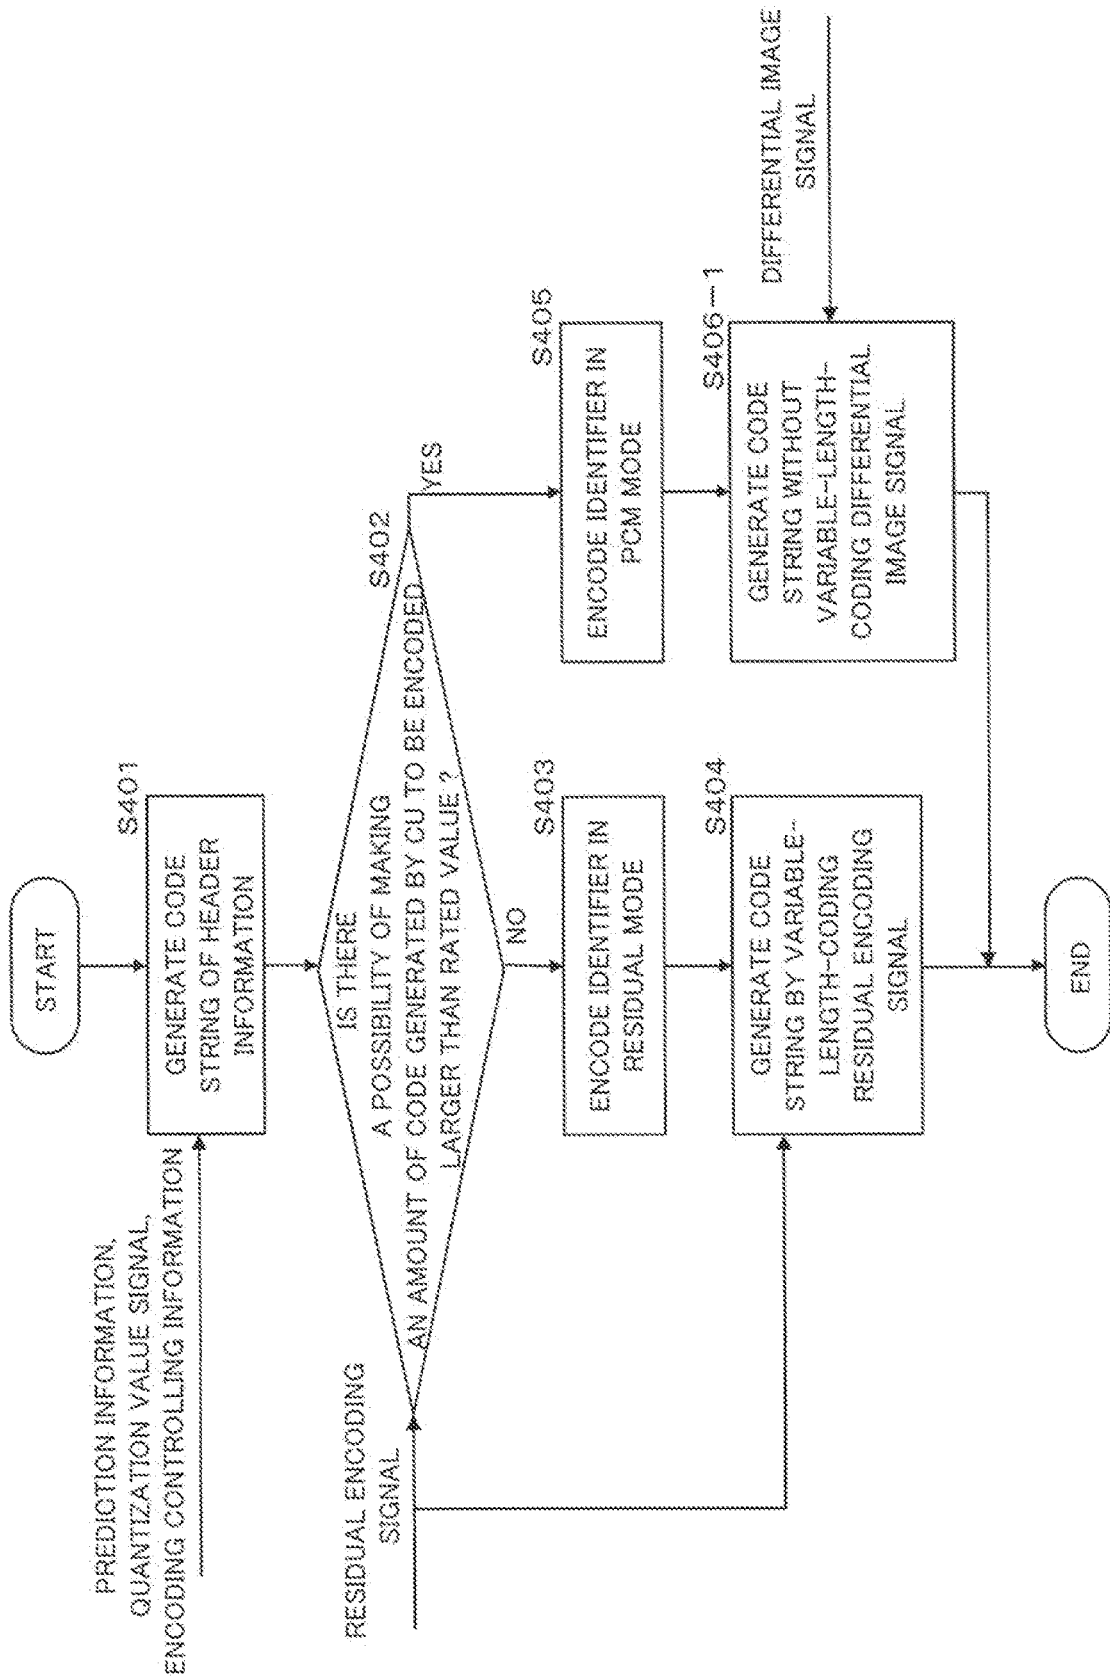 START
PREDICTION INFORMATION,
QUANTIZATION VALUE SIGNAL,
ENCODING CONTROLLING INFORMATION
S401
GENERATE CODE
STRING OF HEADER
INFORMATION
RESIDUAL ENCODING
SIGNAL
S402
IS THERE
A POSSIBILITY OF MAKING
AN AMOUNT OF CODE GENERATED BY CU TO BE ENCODED
LARGER THAN RATED VALUE ?
YES
NO
S403
ENCODE IDENTIFIER IN
RESIDUAL MODE
S405
ENCODE IDENTIFIER IN
PCM MODE
S404
GENERATE CODE
STRING BY VARIABLE-
LENGTH-CODING
RESIDUAL ENCODING
SIGNAL
S406-1
GENERATE CODE
STRING WITHOUT
VARIABLE-LENGTH-
CODING DIFFERENTIAL
IMAGE SIGNAL
DIFFERENTIAL IMAGE
SIGNAL
END